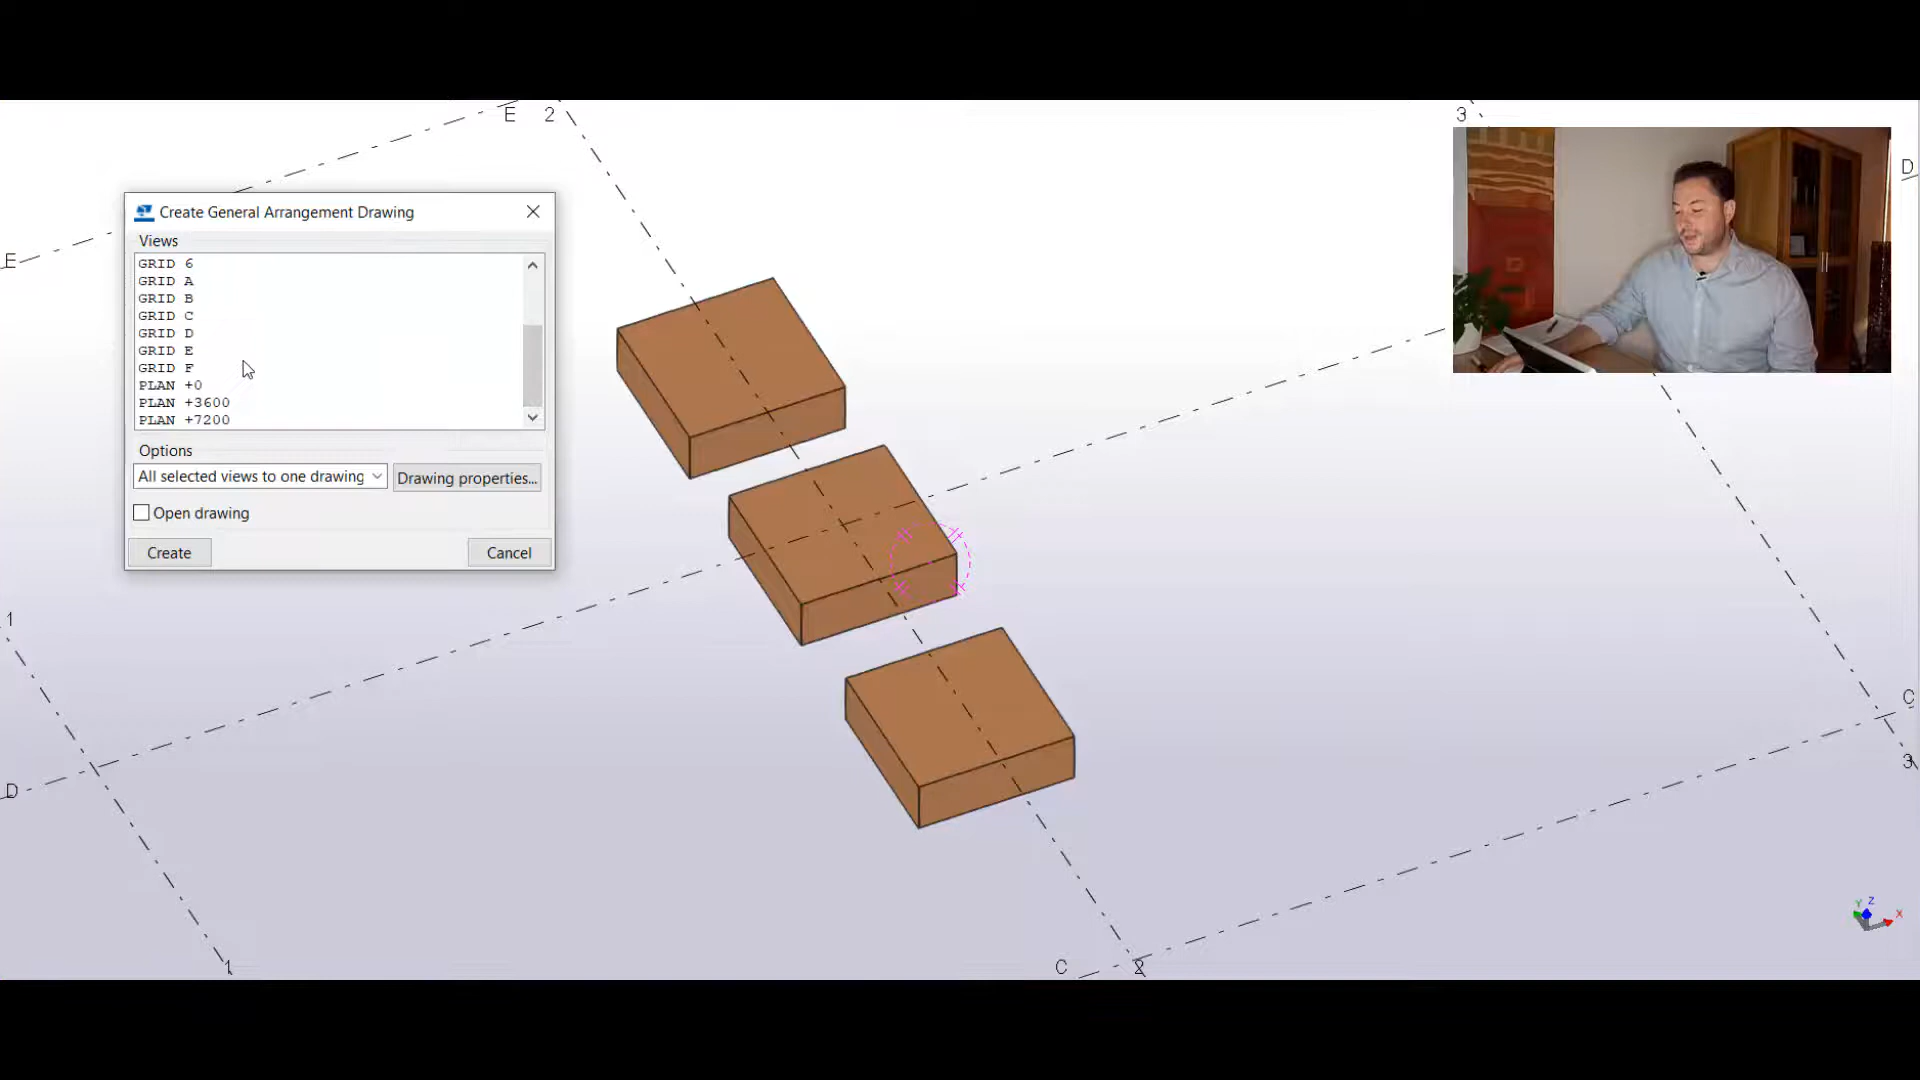 E 2
3
D
Create General Arrangement Drawing
E
Views
GRID 6
GRID A
GRID B
GRID C
GRID D
GRID E
GRID F
PLAN +0
PLAN +3600
PLAN +7200
Options
All selected views to one drawing
Drawing properties...
Open drawing
Create
Cancel
1
C
3
D
Y Z X
1
C 2